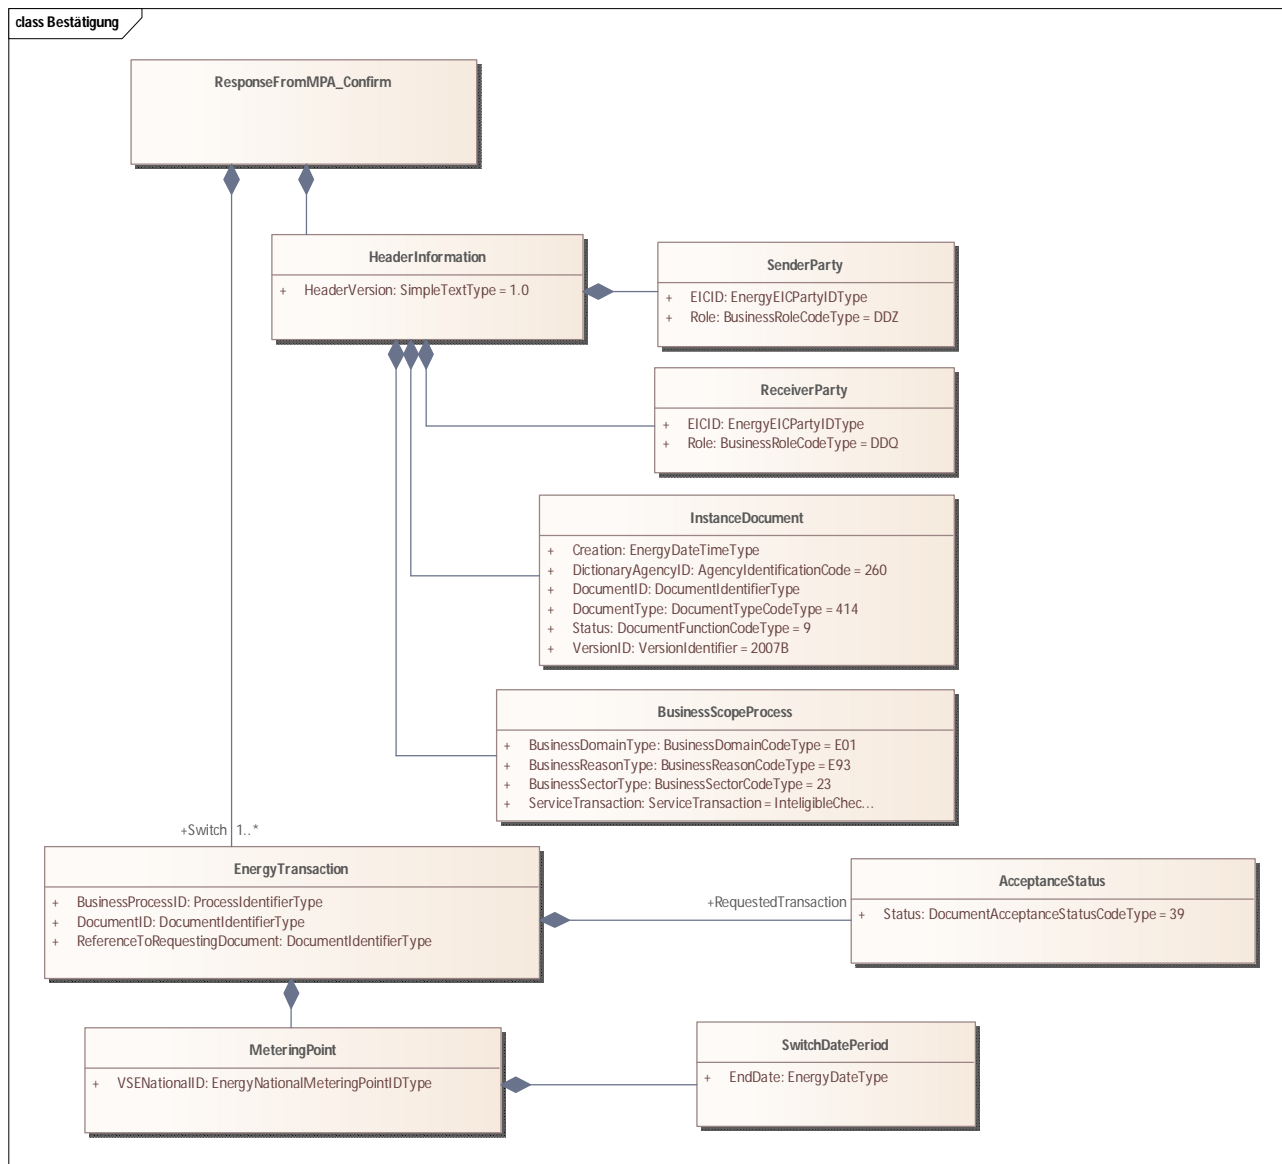 class Bestätigung
ResponseFromMPA_Confirm
HeaderInformation
+ HeaderVersion: SimpleTextType = 1.0
SenderParty
+ EICID: EnergyEICPartyIDType
+ Role: BusinessRoleCodeType = DDZ
ReceiverParty
+ EICID: EnergyEICPartyIDType
+ Role: BusinessRoleCodeType = DDQ
InstanceDocument
+ Creation: EnergyDateTimeType
+ DictionaryAgencyID: AgencyIdentificationCode = 260
+ DocumentID: DocumentIdentifierType
+ DocumentType: DocumentTypeCodeType = 414
+ Status: DocumentFunctionCodeType = 9
+ VersionID: VersionIdentifier = 2007B
BusinessScopeProcess
+ BusinessDomainType: BusinessDomainCodeType = E01
+ BusinessReasonType: BusinessReasonCodeType = E93
+ BusinessSectorType: BusinessSectorCodeType = 23
+ ServiceTransaction: ServiceTransaction = InteligibleChec...
+Switch 1..*
EnergyTransaction
+ BusinessProcessID: ProcessIdentifierType
+ DocumentID: DocumentIdentifierType
+ ReferenceToRequestingDocument: DocumentIdentifierType
+RequestedTransaction
AcceptanceStatus
+ Status: DocumentAcceptanceStatusCodeType = 39
MeteringPoint
+ VSENationalID: EnergyNationalMeteringPointIDType
SwitchDatePeriod
+ EndDate: EnergyDateType